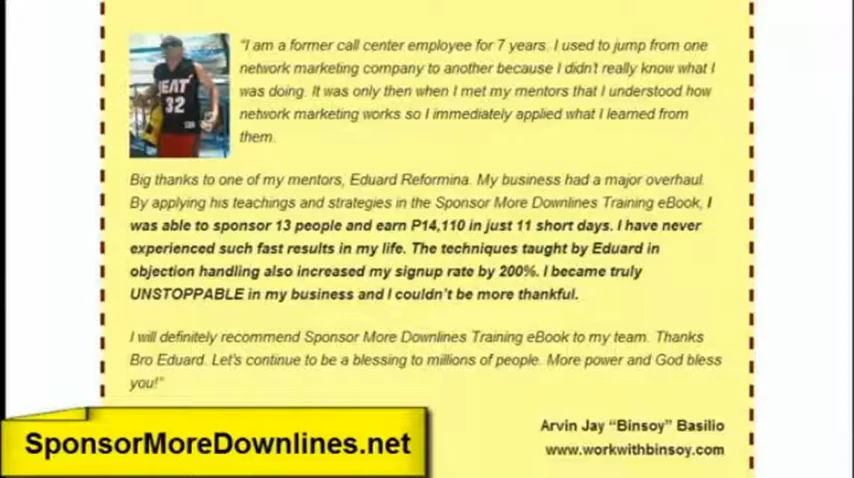 "I am a former call center employee for 7 years. I used to jump from one
network marketing company to another because I didn't really know what I
was doing. It was only then when I met my mentors that I understood how
network marketing works so I immediately applied what I learned from
them.
Big thanks to one of my mentors, Eduard Reformina. My business had a major overhaul.
By applying his teachings and strategies in the Sponsor More Downlines Training eBook, I
was able to sponsor 13 people and earn P14,110 in just 11 short days. I have never
experienced such fast results in my life. The techniques taught by Eduard in
objection handling also increased my signup rate by 200%. I became truly
UNSTOPPABLE in my business and I couldn't be more thankful.
I will definitely recommend Sponsor More Downlines Training eBook to my team. Thanks
Bro Eduard. Let's continue to be a blessing to millions of people. More power and God bless
you!"
Arvin Jay "Binsoy" Basilio
www.workwithbinsoy.com
SponsorMoreDownlines.net
HEAT
32